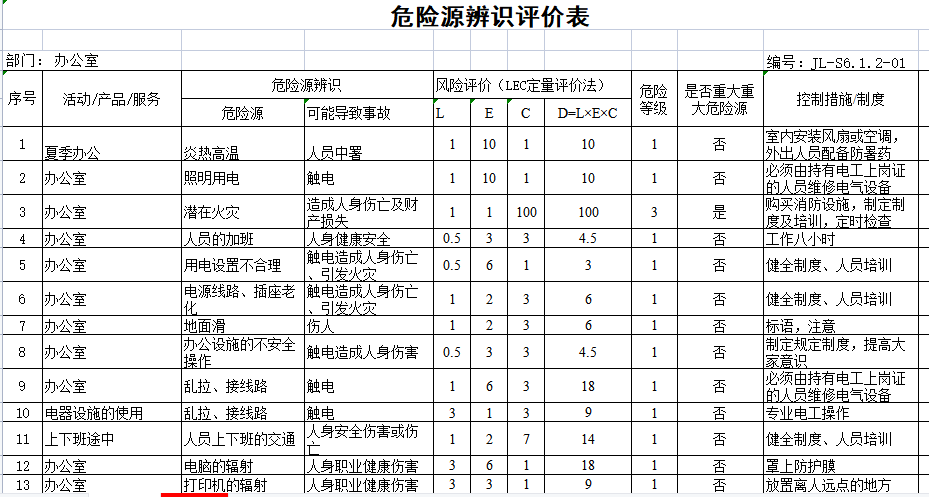 危险源辨识评价表
部门： 办公室
编号：JL-S6.1.2-01
序号 活动/产品/服务 危险源辨识 风险评价（LEC定量评价法） 危险等级 是否重大重大危险源 控制措施/制度
危险源 可能导致事故 L E C D=L×E×C
1 夏季办公 炎热高温 人员中署 1 10 1 10 1 否 室内安装风扇或空调，外出人员配备防署药
2 办公室 照明用电 触电 1 10 1 10 1 否 必须由持有电工上岗证的人员维修电气设备
3 办公室 潜在火灾 造成人身伤亡及财产损失 1 1 100 100 3 是 购买消防设施，制定制度及培训，定时检查
4 办公室 人员的加班 人身健康安全 0.5 3 3 4.5 1 否 工作八小时
5 办公室 用电设置不合理 触电造成人身伤亡、引发火灾 0.5 6 1 3 1 否 健全制度、人员培训
6 办公室 电源线路、插座老化 触电造成人身伤亡、引发火灾 1 2 3 6 1 否 健全制度、人员培训
7 办公室 地面滑 伤人 1 2 3 6 1 否 标语，注意
8 办公室 办公设施的不安全操作 触电造成人身伤害 0.5 3 3 4.5 1 否 制定规定制度，提高大家意识
9 办公室 乱拉、接线路 触电 1 6 3 18 1 否 必须由持有电工上岗证的人员维修电气设备
10 电器设施的使用 乱拉、接线路 触电 3 1 3 9 1 否 专业电工操作
11 上下班途中 人员上下班的交通 人身安全伤害或伤亡 1 2 7 14 1 否 健全制度、人员培训
12 办公室 电脑的辐射 人身职业健康伤害 3 6 1 18 1 否 罩上防护膜
13 办公室 打印机的辐射 人身职业健康伤害 3 3 1 9 1 否 放置离人远点的地方